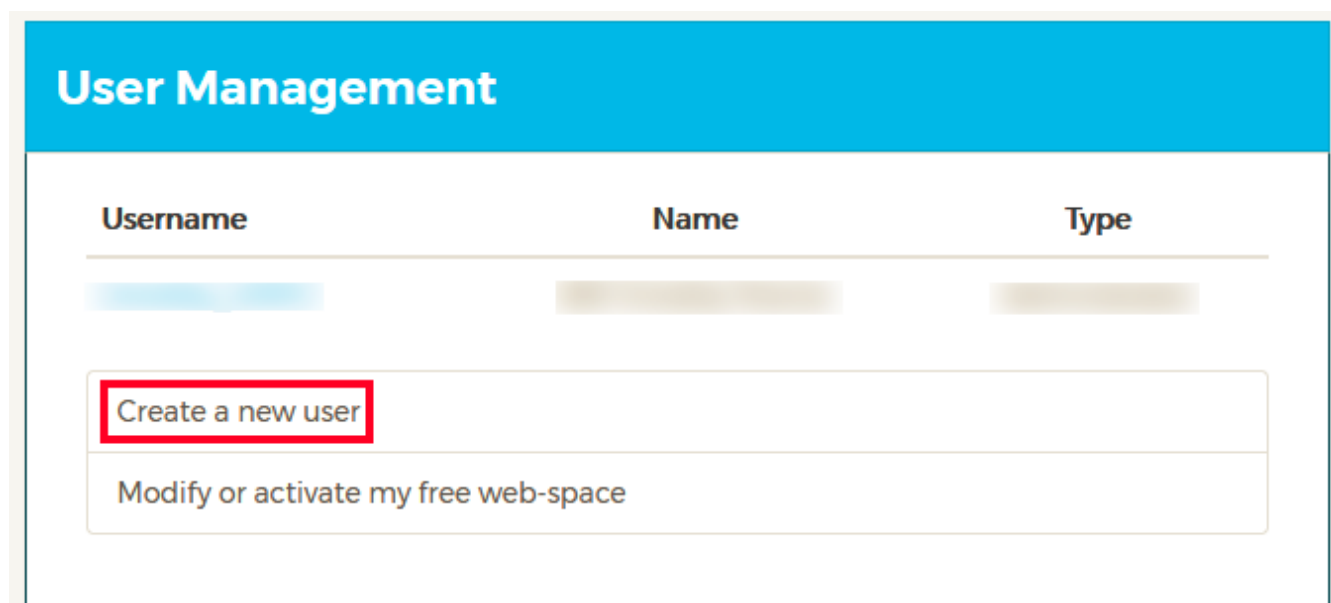 User Management
Username Name Type
Create a new user
Modify or activate my free web-space